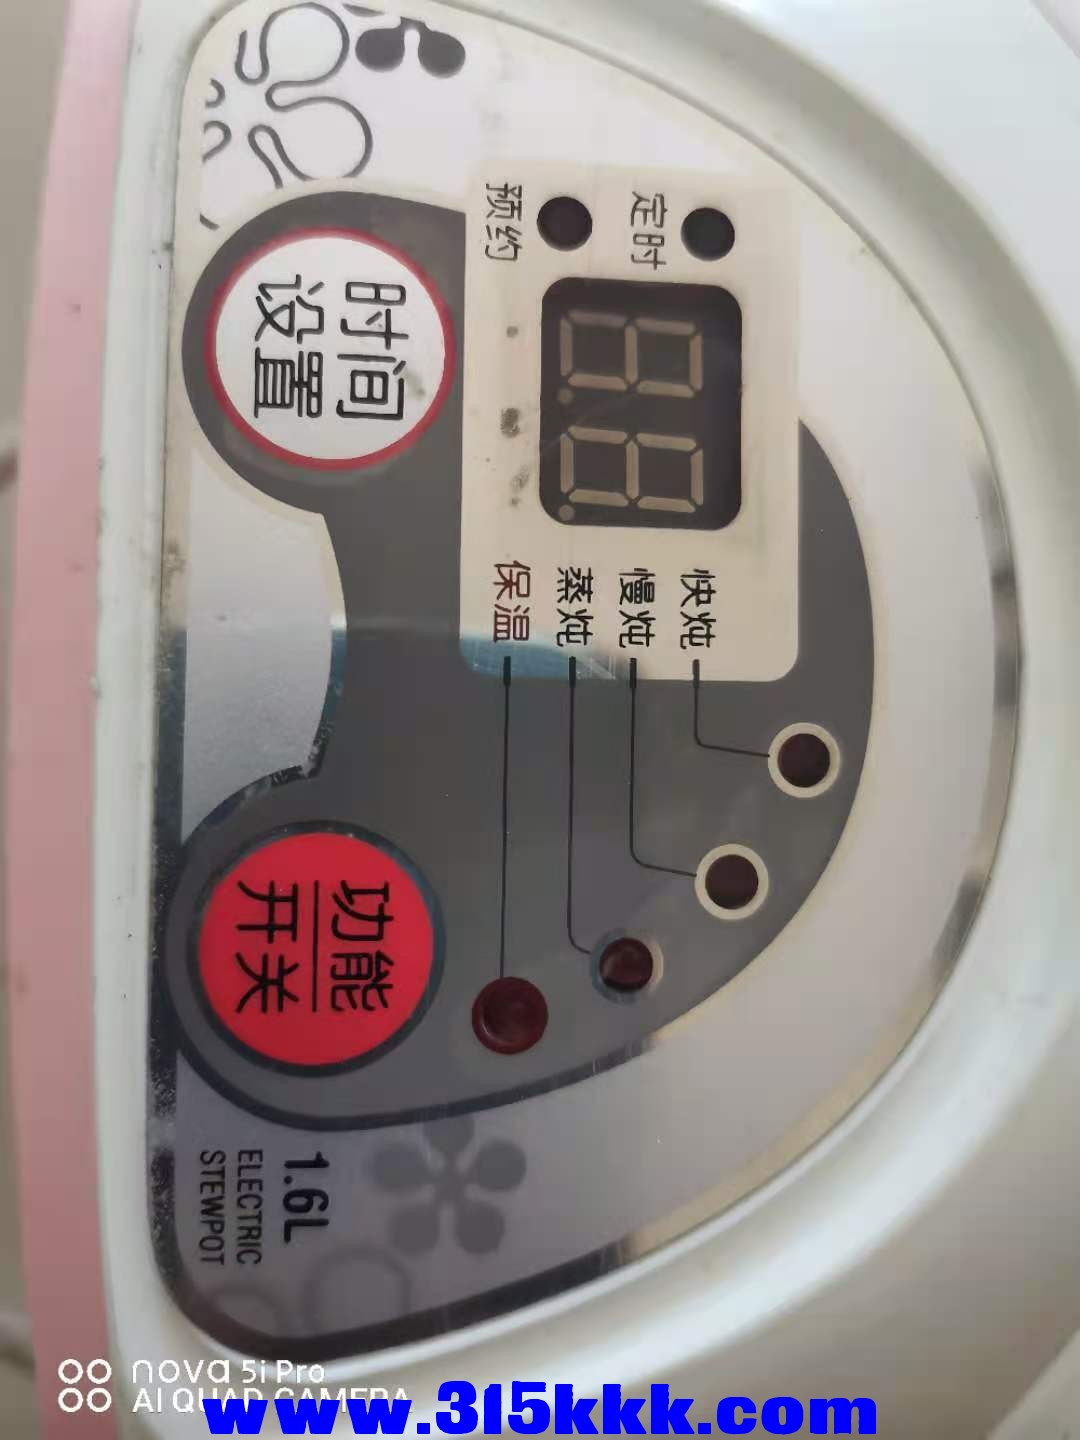 预约
定时
时间
设置
快炖
慢炖
蒸炖
保温
功能
开关
1.6L
ELECTRIC
STEWPOT
nova 5i Pro
AI QUAD CAMERA
www.315kkk.com